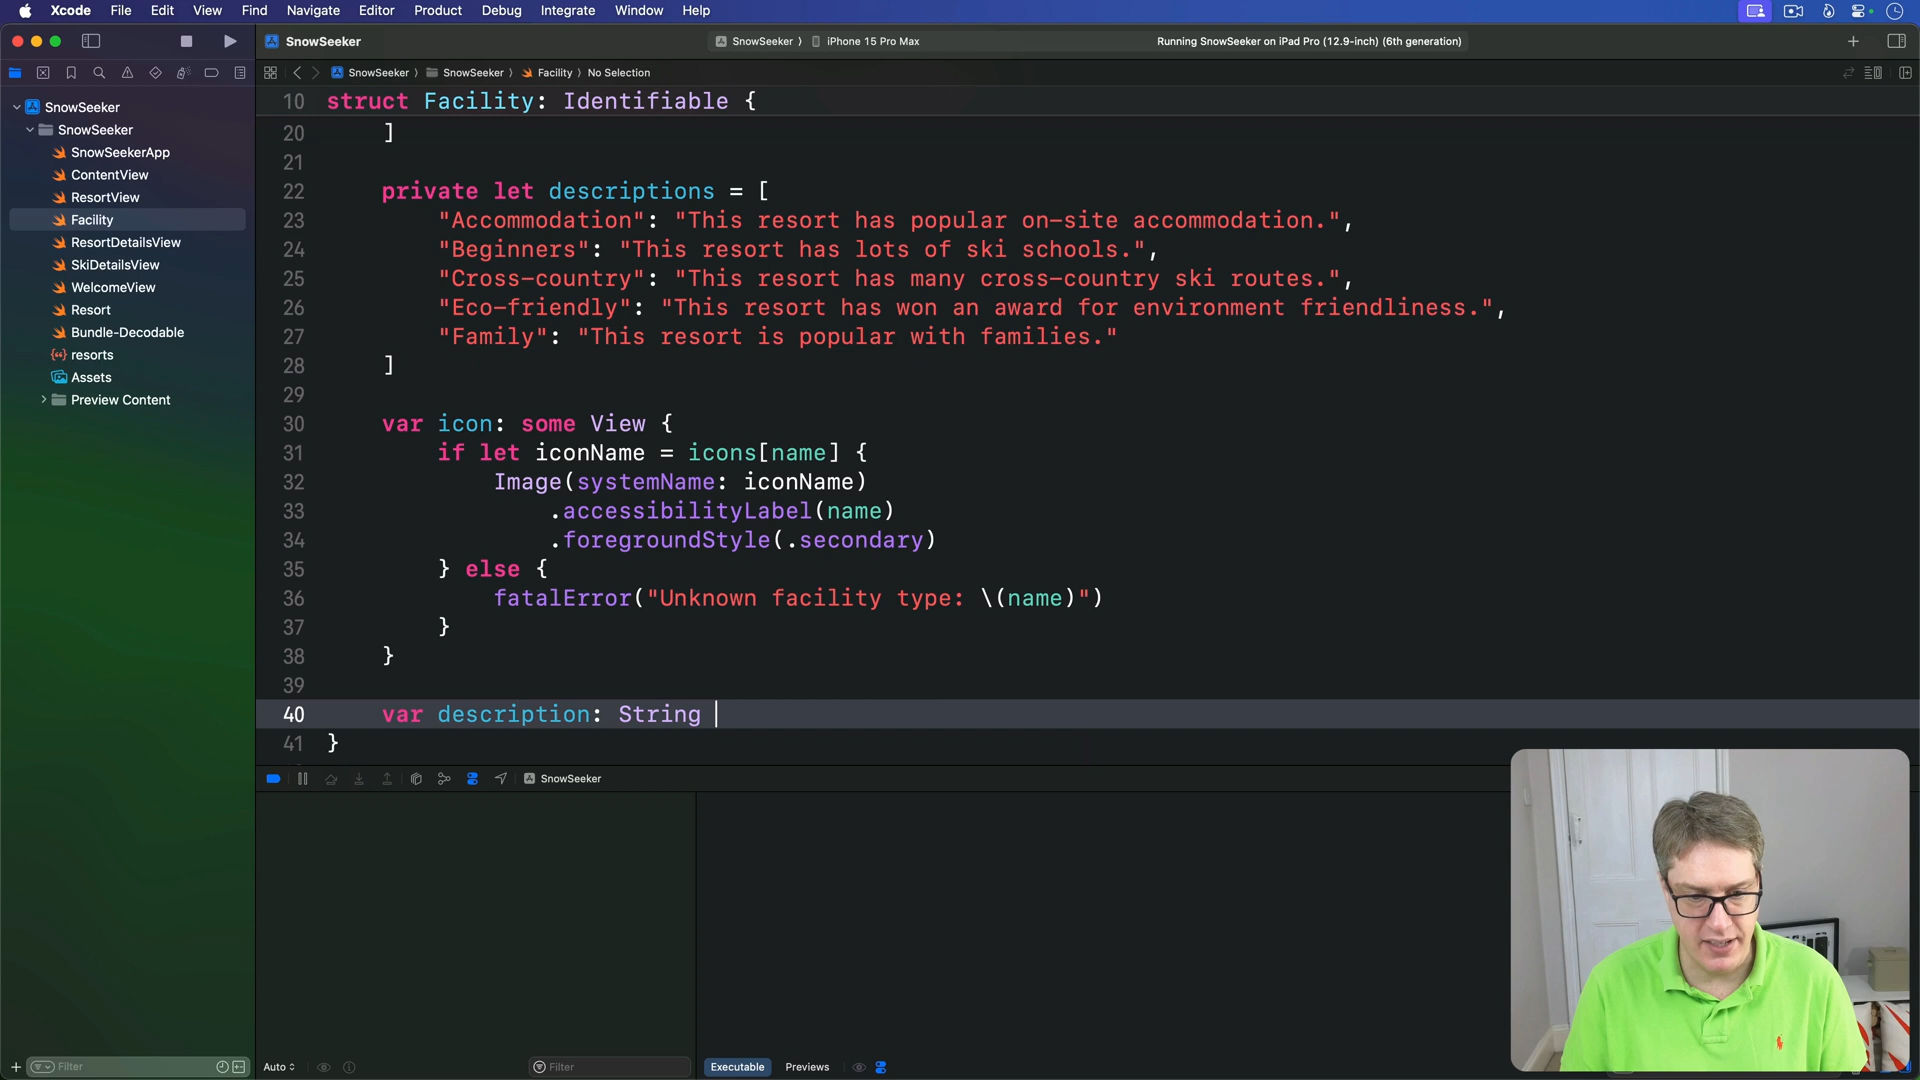 Xcode File Edit View Find Navigate Editor Product Debug Integrate Window Help
SnowSeeker
SnowSeeker iPhone 15 Pro Max
Running SnowSeeker on iPad Pro (12.9-inch) (6th generation)
SnowSeeker SnowSeeker Facility No Selection
SnowSeeker
SnowSeeker
SnowSeekerApp
ContentView
ResortView
Facility
ResortDetailsView
SkiDetailsView
WelcomeView
Resort
Bundle-Decodable
resorts
Assets
Preview Content
10 struct Facility: Identifiable {
20 ]
21
22 private let descriptions = [
23 "Accommodation": "This resort has popular on-site accommodation.",
24 "Beginners": "This resort has lots of ski schools.",
25 "Cross-country": "This resort has many cross-country ski routes.",
26 "Eco-friendly": "This resort has won an award for environment friendliness.",
27 "Family": "This resort is popular with families."
28 ]
29
30 var icon: some View {
31 if let iconName = icons[name] {
32 Image(systemName: iconName)
33 .accessibilityLabel(name)
34 .foregroundStyle(.secondary)
35 } else {
36 fatalError("Unknown facility type: \(name)")
37 }
38 }
39
40 var description: String
41 }
SnowSeeker
Filter
Auto
Filter
Executable Previews